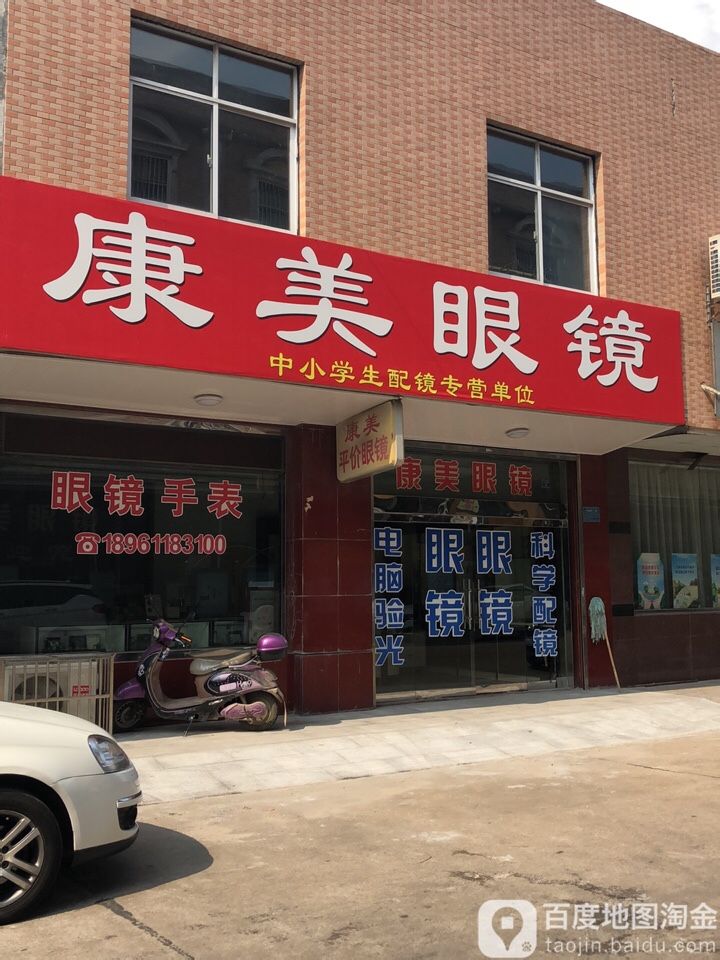 康美眼镜
中小学生配镜专营单位
康美
平价眼镜
康美眼镜
眼镜手表
☎18961183100
电脑验光
眼镜
眼镜
科学配镜
百度地图淘金
taojin.baidu.com